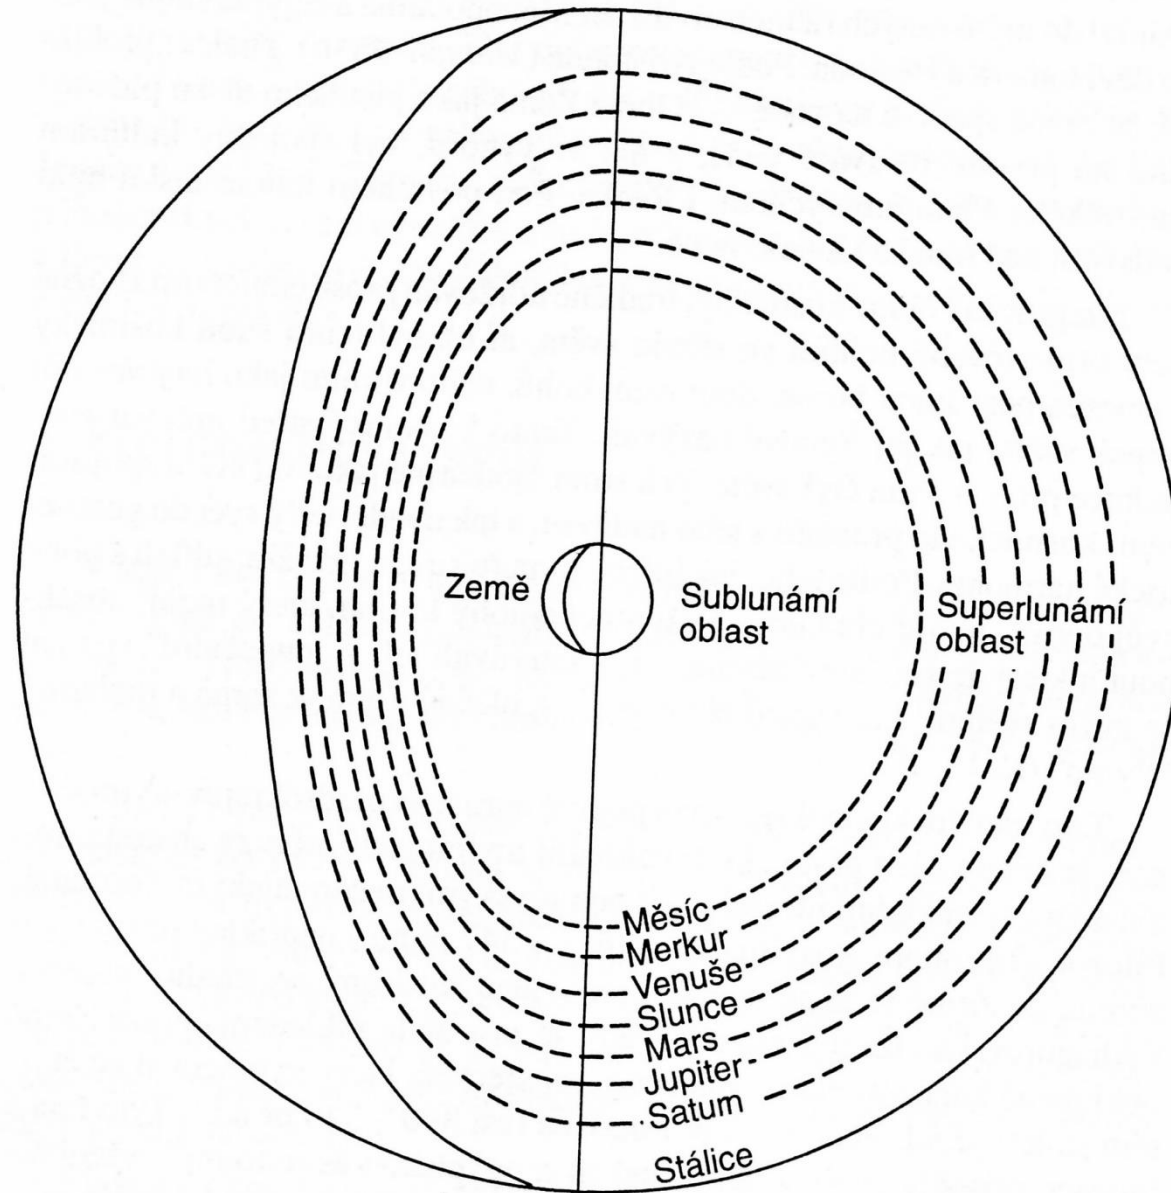 Země
Sublunámí
oblast
Superlunámí
oblast
Měsíc
Merkur
Venuše
Slunce
Mars
Jupiter
Satum
Stálice